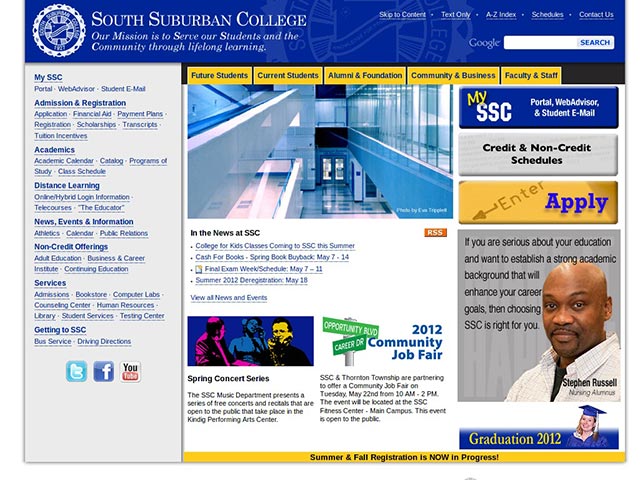 SOUTH SUBURBAN COLLEGE
Our Mission is to Serve our Students and the
Community through lifelong learning.
1927
Skip to Content • Text Only • A-Z Index • Schedules • Contact Us
Google SEARCH
My SSC
Portal · WebAdvisor · Student E-Mail
Admission & Registration
Application · Financial Aid · Payment Plans ·
Registration · Scholarships · Transcripts ·
Tuition Incentives
Academics
Academic Calendar · Catalog · Programs of
Study · Class Schedule
Distance Learning
Online/Hybrid Login Information ·
Telecourses · "The Educator"
News, Events & Information
Athletics · Calendar · Public Relations
Non-Credit Offerings
Adult Education · Business & Career
Institute · Continuing Education
Services
Admissions · Bookstore · Computer Labs ·
Counseling Center · Human Resources ·
Library · Student Services · Testing Center
Getting to SSC
Bus Service · Driving Directions
You Tube
Future Students Current Students Alumni & Foundation Community & Business Faculty & Staff
Photo by Eva Triplett
In the News at SSC RSS
College for Kids Classes Coming to SSC this Summer
Cash For Books - Spring Book Buyback: May 7 - 14
Final Exam Week/Schedule: May 7 – 11
Summer 2012 Deregistration: May 18
View all News and Events
Spring Concert Series
The SSC Music Department presents a
series of free concerts and recitals that are
open to the public that take place in the
Kindig Performing Arts Center.
OPPORTUNITY BLVD
CAREER DR
2012
Community
Job Fair
SSC & Thornton Township are partnering
to offer a Community Job Fair on
Tuesday, May 22nd from 10 AM - 2 PM.
The event will be located at the SSC
Fitness Center - Main Campus. This event
is open to the public.
My SSC
Portal, WebAdvisor,
& Student E-Mail
Credit & Non-Credit
Schedules
Enter
Apply
If you are serious about your education
and want to establish a strong academic
background that will
enhance your career
goals, then choosing
SSC is right for you.
Stephen Russell
Nursing Alumnus
Graduation 2012
Summer & Fall Registration is NOW in Progress!